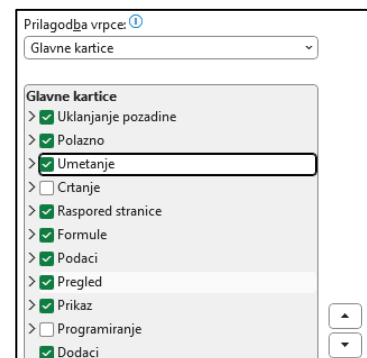 Prilagodba vrpce:
Glavne kartice
Glavne kartice
Uklanjanje pozadine
Polazno
Umetanje
Crtanje
Raspored stranice
Formule
Podaci
Pregled
Prikaz
Programiranje
Dodaci